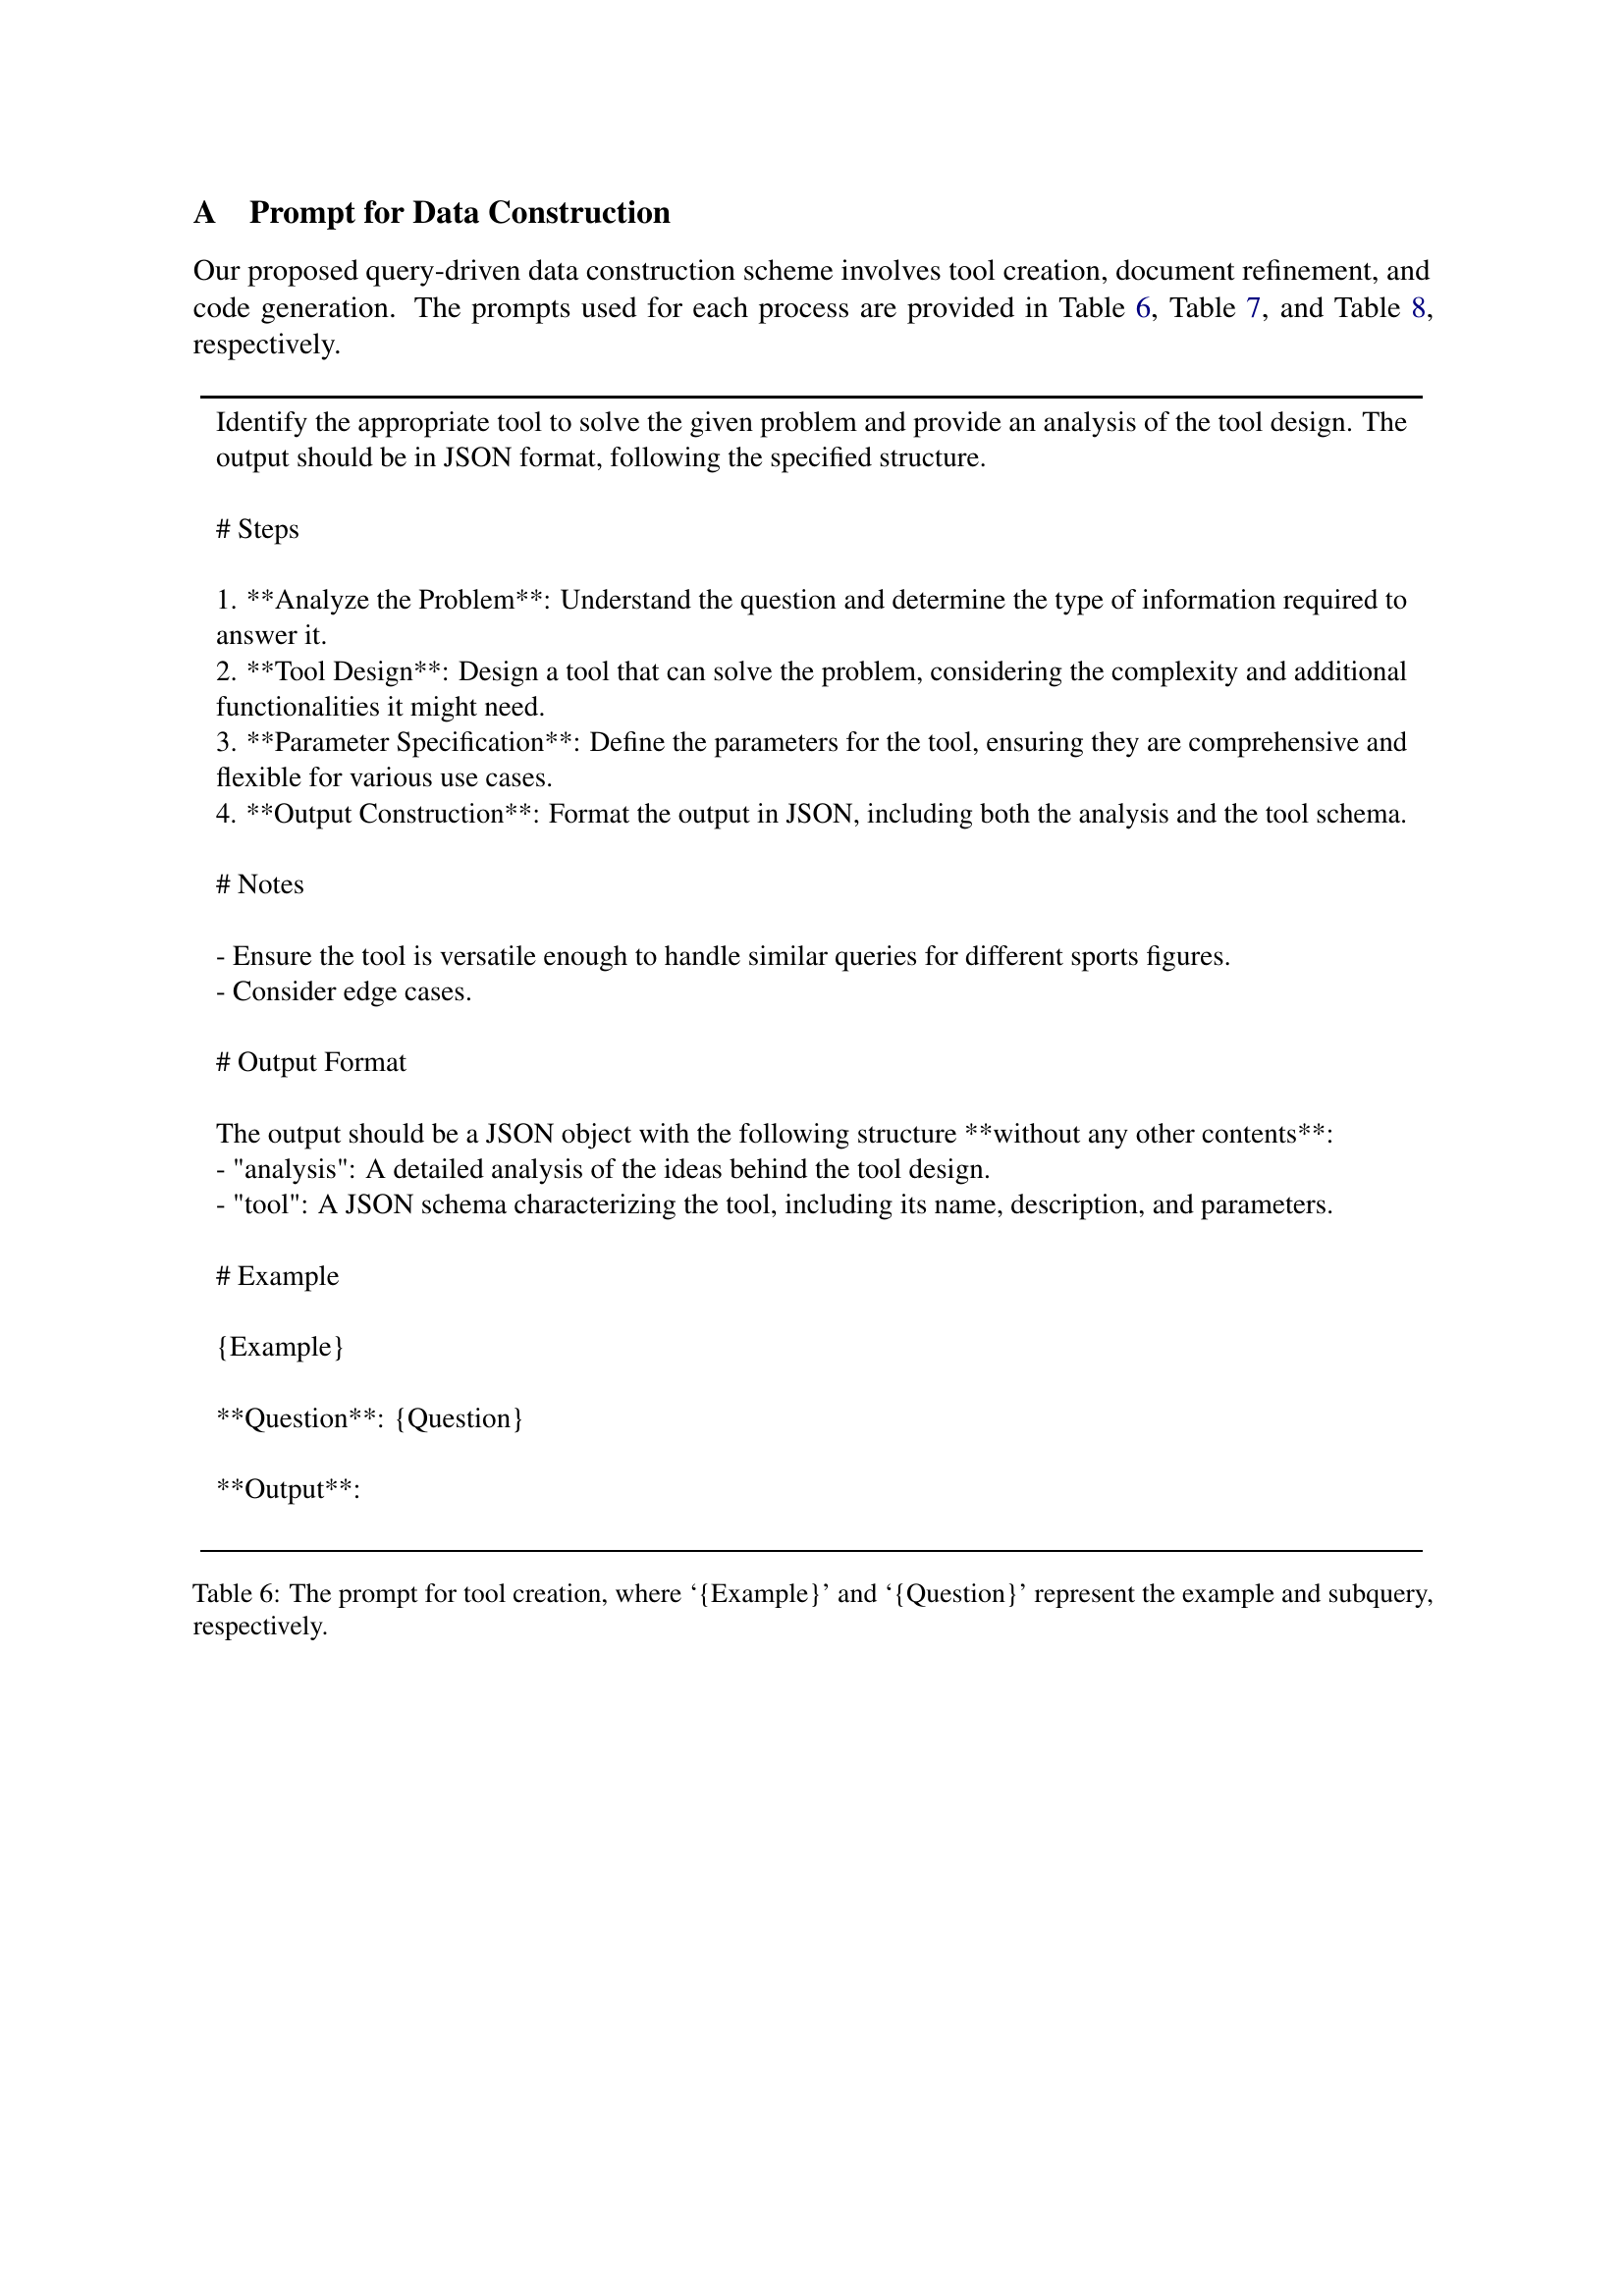 A Prompt for Data Construction
Our proposed query-driven data construction scheme involves tool creation, document refinement, and
code generation. The prompts used for each process are provided in Table 6, Table 7, and Table 8,
respectively.
Identify the appropriate tool to solve the given problem and provide an analysis of the tool design. The
output should be in JSON format, following the specified structure.
# Steps
1. **Analyze the Problem**: Understand the question and determine the type of information required to
answer it.
2. **Tool Design**: Design a tool that can solve the problem, considering the complexity and additional
functionalities it might need.
3. **Parameter Specification**: Define the parameters for the tool, ensuring they are comprehensive and
flexible for various use cases.
4. **Output Construction**: Format the output in JSON, including both the analysis and the tool schema.
# Notes
- Ensure the tool is versatile enough to handle similar queries for different sports figures.
- Consider edge cases.
# Output Format
The output should be a JSON object with the following structure **without any other contents**:
- "analysis": A detailed analysis of the ideas behind the tool design.
- "tool": A JSON schema characterizing the tool, including its name, description, and parameters.
# Example
{Example}
**Question**: {Question}
**Output**:
Table 6: The prompt for tool creation, where ‘{Example}’ and ‘{Question}’ represent the example and subquery,
respectively.